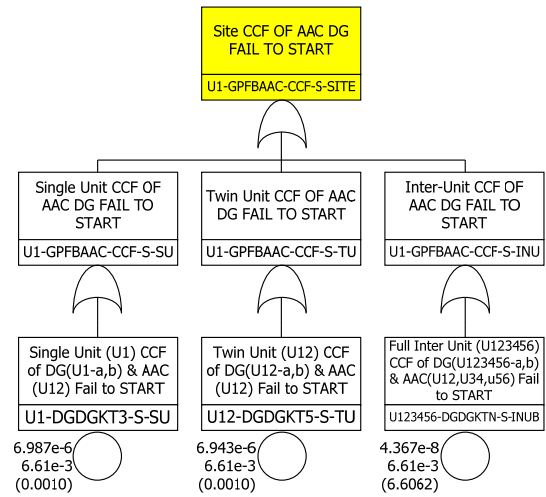 Site CCF OF AAC DG
FAIL TO START
U1-GPFBAAC-CCF-S-SITE
Single Unit CCF OF
AAC DG FAIL TO
START
U1-GPFBAAC-CCF-S-SU
Twin Unit CCF OF AAC
DG FAIL TO START
U1-GPFBAAC-CCF-S-TU
Inter-Unit CCF OF
AAC DG FAIL TO
START
U1-GPFBAAC-CCF-S-INU
Single Unit (U1) CCF
of DG(U1-a,b) & AAC
(U12) Fail to START
U1-DGDGKT3-S-SU
6.987e-6
6.61e-3
(0.0010)
Twin Unit (U12) CCF
of DG(U12-a,b) & AAC
(U12) Fail to START
U12-DGDGKT5-S-TU
6.943e-6
6.61e-3
(0.0010)
Full Inter Unit (U123456)
CCF of DG(U123456-a,b)
& AAC(U12,U34,u56) Fail
to START
U123456-DGDGKTN-S-INUB
4.367e-8
6.61e-3
(6.6062)